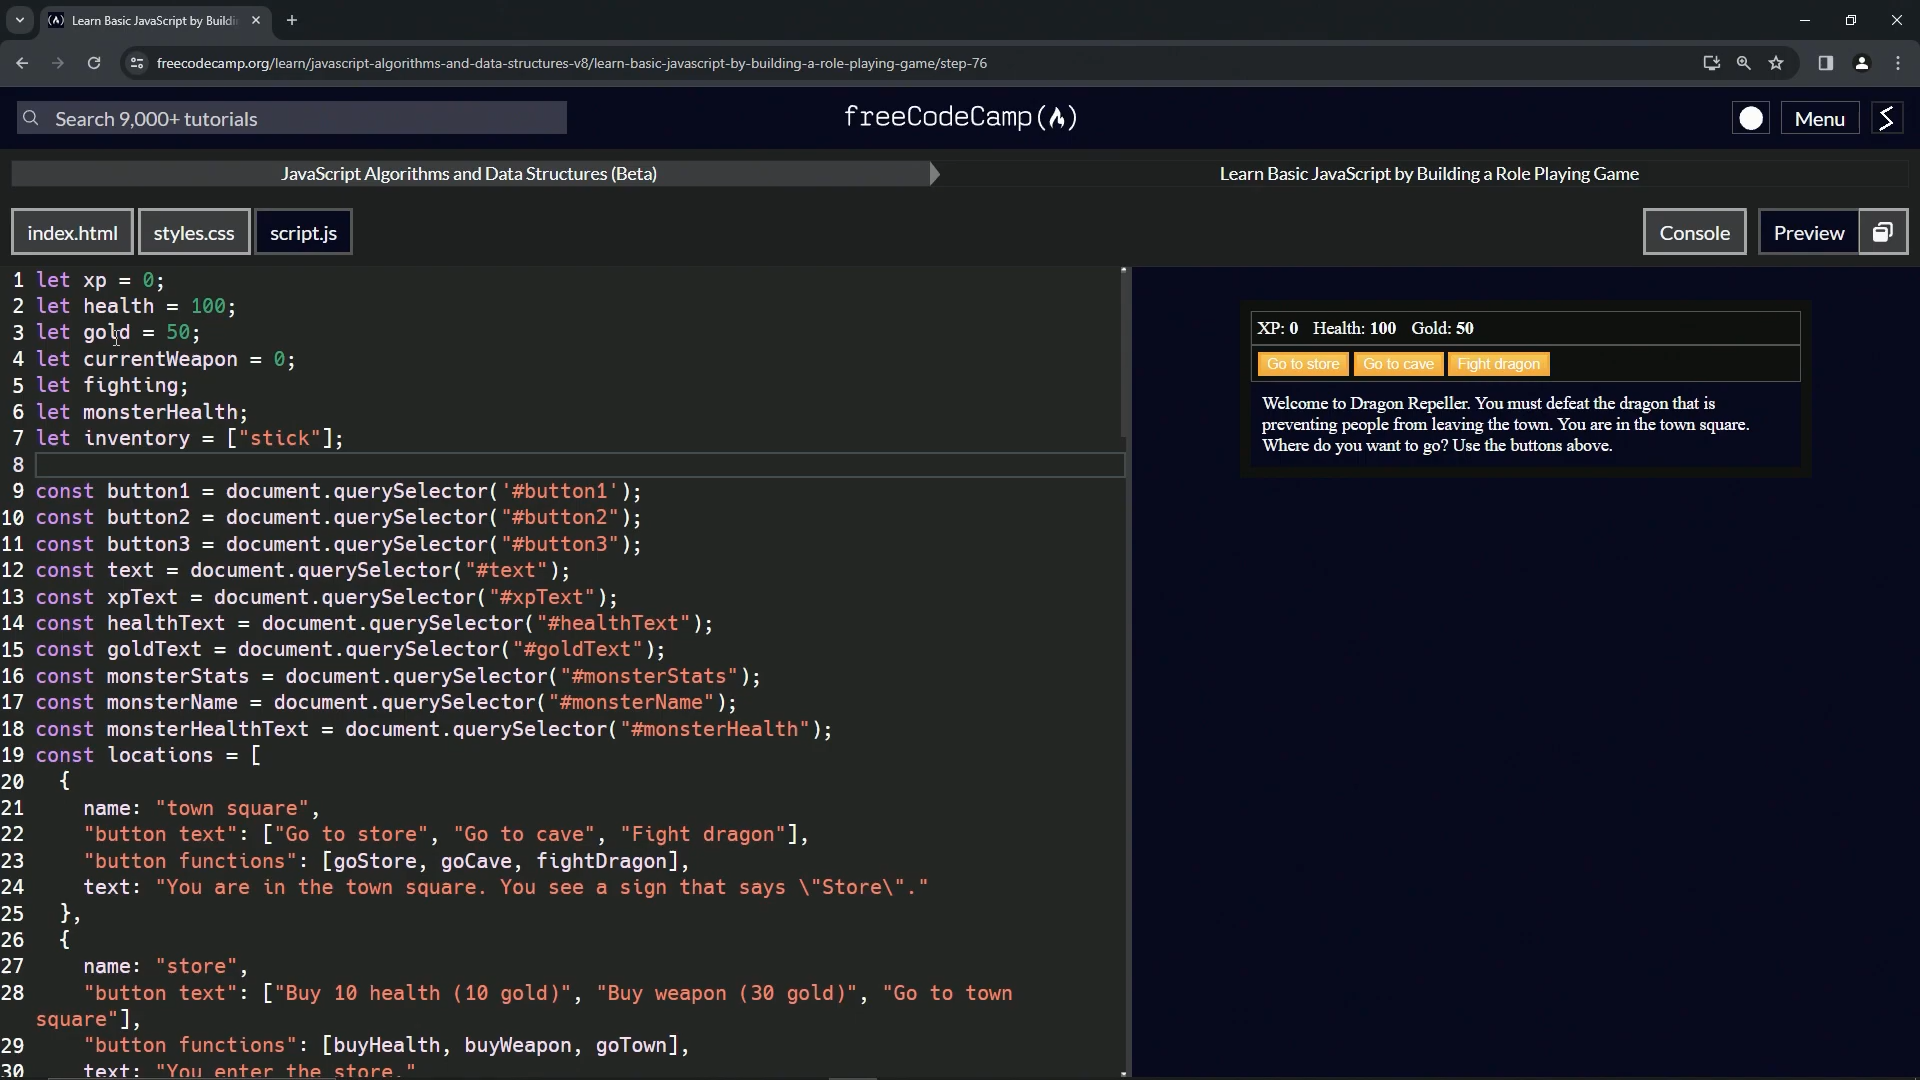 Learn Basic JavaScript by Buildi
freecodecamp.org/learn/javascript-algorithms-and-data-structures-v8/learn-basic-javascript-by-building-a-role-playing-game/step-76
Search 9,000+ tutorials
freeCodeCamp
Menu
JavaScript Algorithms and Data Structures (Beta)
Learn Basic JavaScript by Building a Role Playing Game
index.html
styles.css
script.js
Console
Preview
1 let xp = 0;
2 let health = 100;
3 let gold = 50;
4 let currentWeapon = 0;
5 let fighting;
6 let monsterHealth;
7 let inventory = ["stick"];
8
9 const button1 = document.querySelector('#button1');
10 const button2 = document.querySelector("#button2");
11 const button3 = document.querySelector("#button3");
12 const text = document.querySelector("#text");
13 const xpText = document.querySelector("#xpText");
14 const healthText = document.querySelector("#healthText");
15 const goldText = document.querySelector("#goldText");
16 const monsterStats = document.querySelector("#monsterStats");
17 const monsterName = document.querySelector("#monsterName");
18 const monsterHealthText = document.querySelector("#monsterHealth");
19 const locations = [
20 {
21 name: "town square",
22 "button text": ["Go to store", "Go to cave", "Fight dragon"],
23 "button functions": [goStore, goCave, fightDragon],
24 text: "You are in the town square. You see a sign that says \"Store\"."
25 },
26 {
27 name: "store",
28 "button text": ["Buy 10 health (10 gold)", "Buy weapon (30 gold)", "Go to town
square"],
29 "button functions": [buyHealth, buyWeapon, goTown],
30 text: "You enter the store."
XP: 0 Health: 100 Gold: 50
Go to store
Go to cave
Fight dragon
Welcome to Dragon Repeller. You must defeat the dragon that is
preventing people from leaving the town. You are in the town square.
Where do you want to go? Use the buttons above.